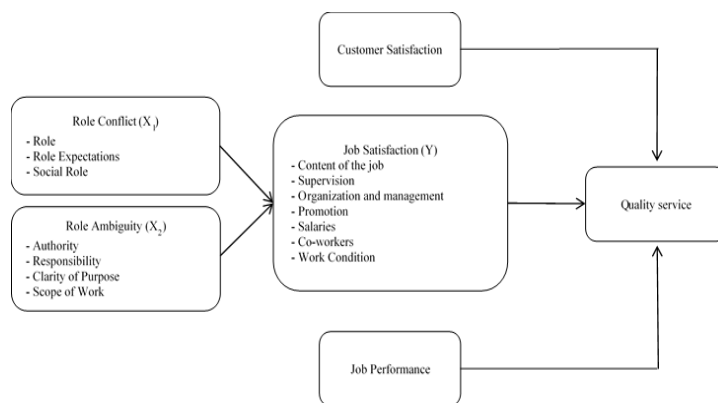 Customer Satisfaction
Role Conflict (X1)
- Role
- Role Expectations
- Social Role
Role Ambiguity (X2)
- Authority
- Responsibility
- Clarity of Purpose
- Scope of Work
Job Satisfaction (Y)
- Content of the job
- Supervision
- Organization and management
- Promotion
- Salaries
- Co-workers
- Work Condition
Quality service
Job Performance